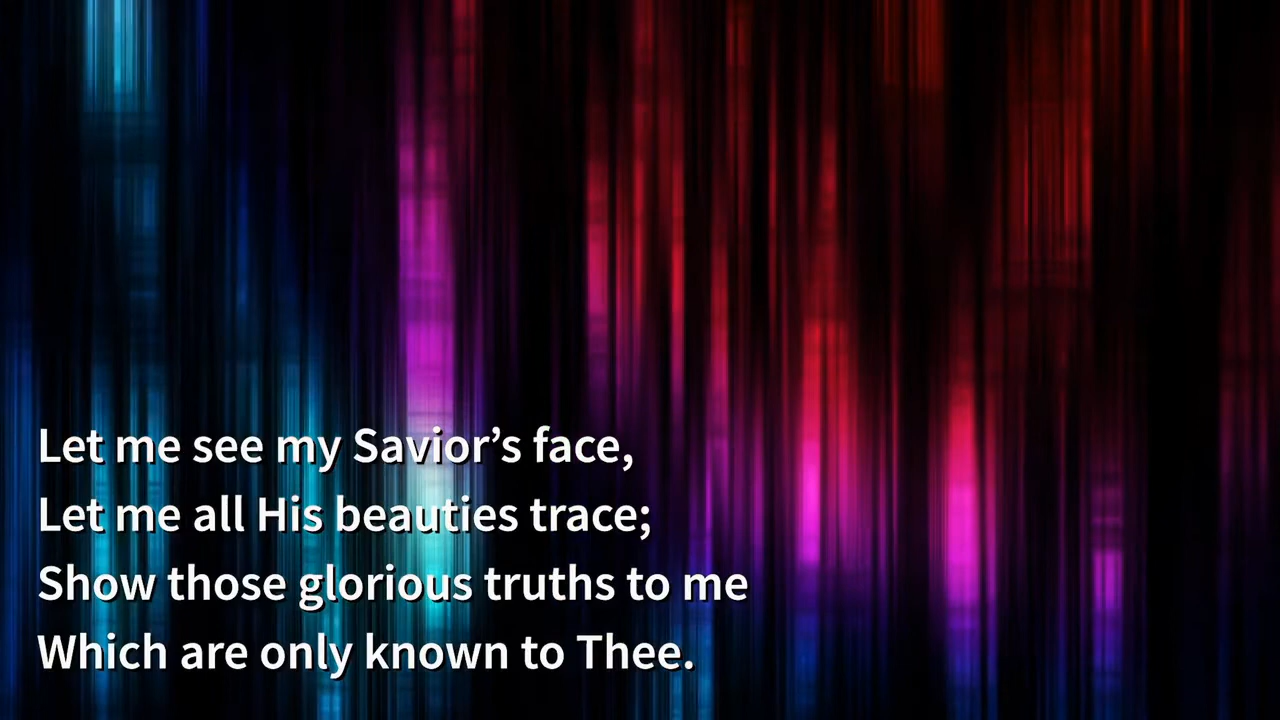 Let me see my Savior’s face,
Let me all His beauties trace;
Show those glorious truths to me
Which are only known to Thee.